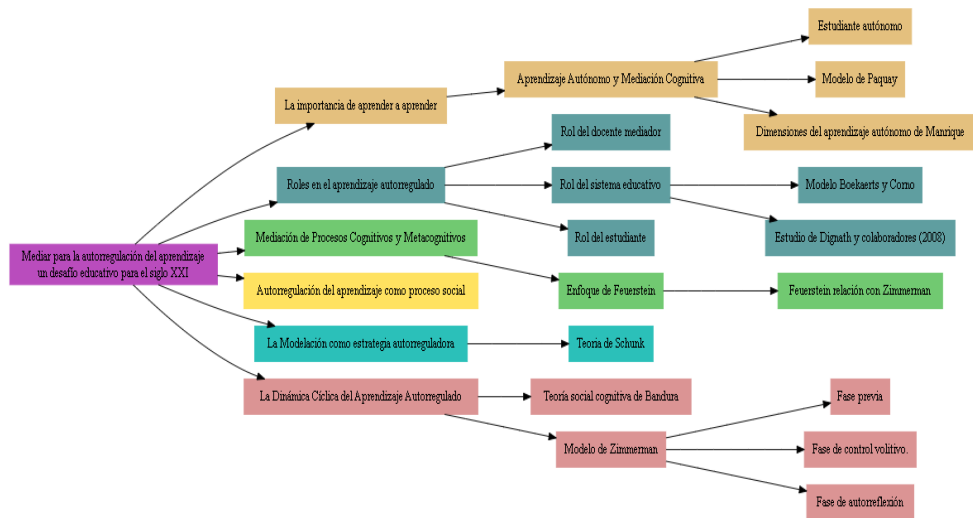 Estudiante autónomo
Aprendizaje Autónomo y Mediación Cognitiva
Modelo de Paquay
La importancia de aprender a aprender
Dimensiones del aprendizaje autónomo de Manrique
Rol del docente mediador
Roles en el aprendizaje autorregulado
Rol del sistema educativo
Modelo Boekaerts y Corno
Mediación de Procesos Cognitivos y Metacognitivos
Rol del estudiante
Estudio de Dignath y colaboradores (2008)
Mediar para la autorregulación del aprendizaje
un desafío educativo para el siglo XXI
Autorregulación del aprendizaje como proceso social
Enfoque de Feuerstein
Feuerstein relación con Zimmerman
La Modelación como estrategia autorreguladora
Teoria de Schunk
La Dinámica Cíclica del Aprendizaje Autorregulado
Teoría social cognitiva de Bandura
Fase previa
Modelo de Zimmerman
Fase de control volitivo.
Fase de autorreflexión